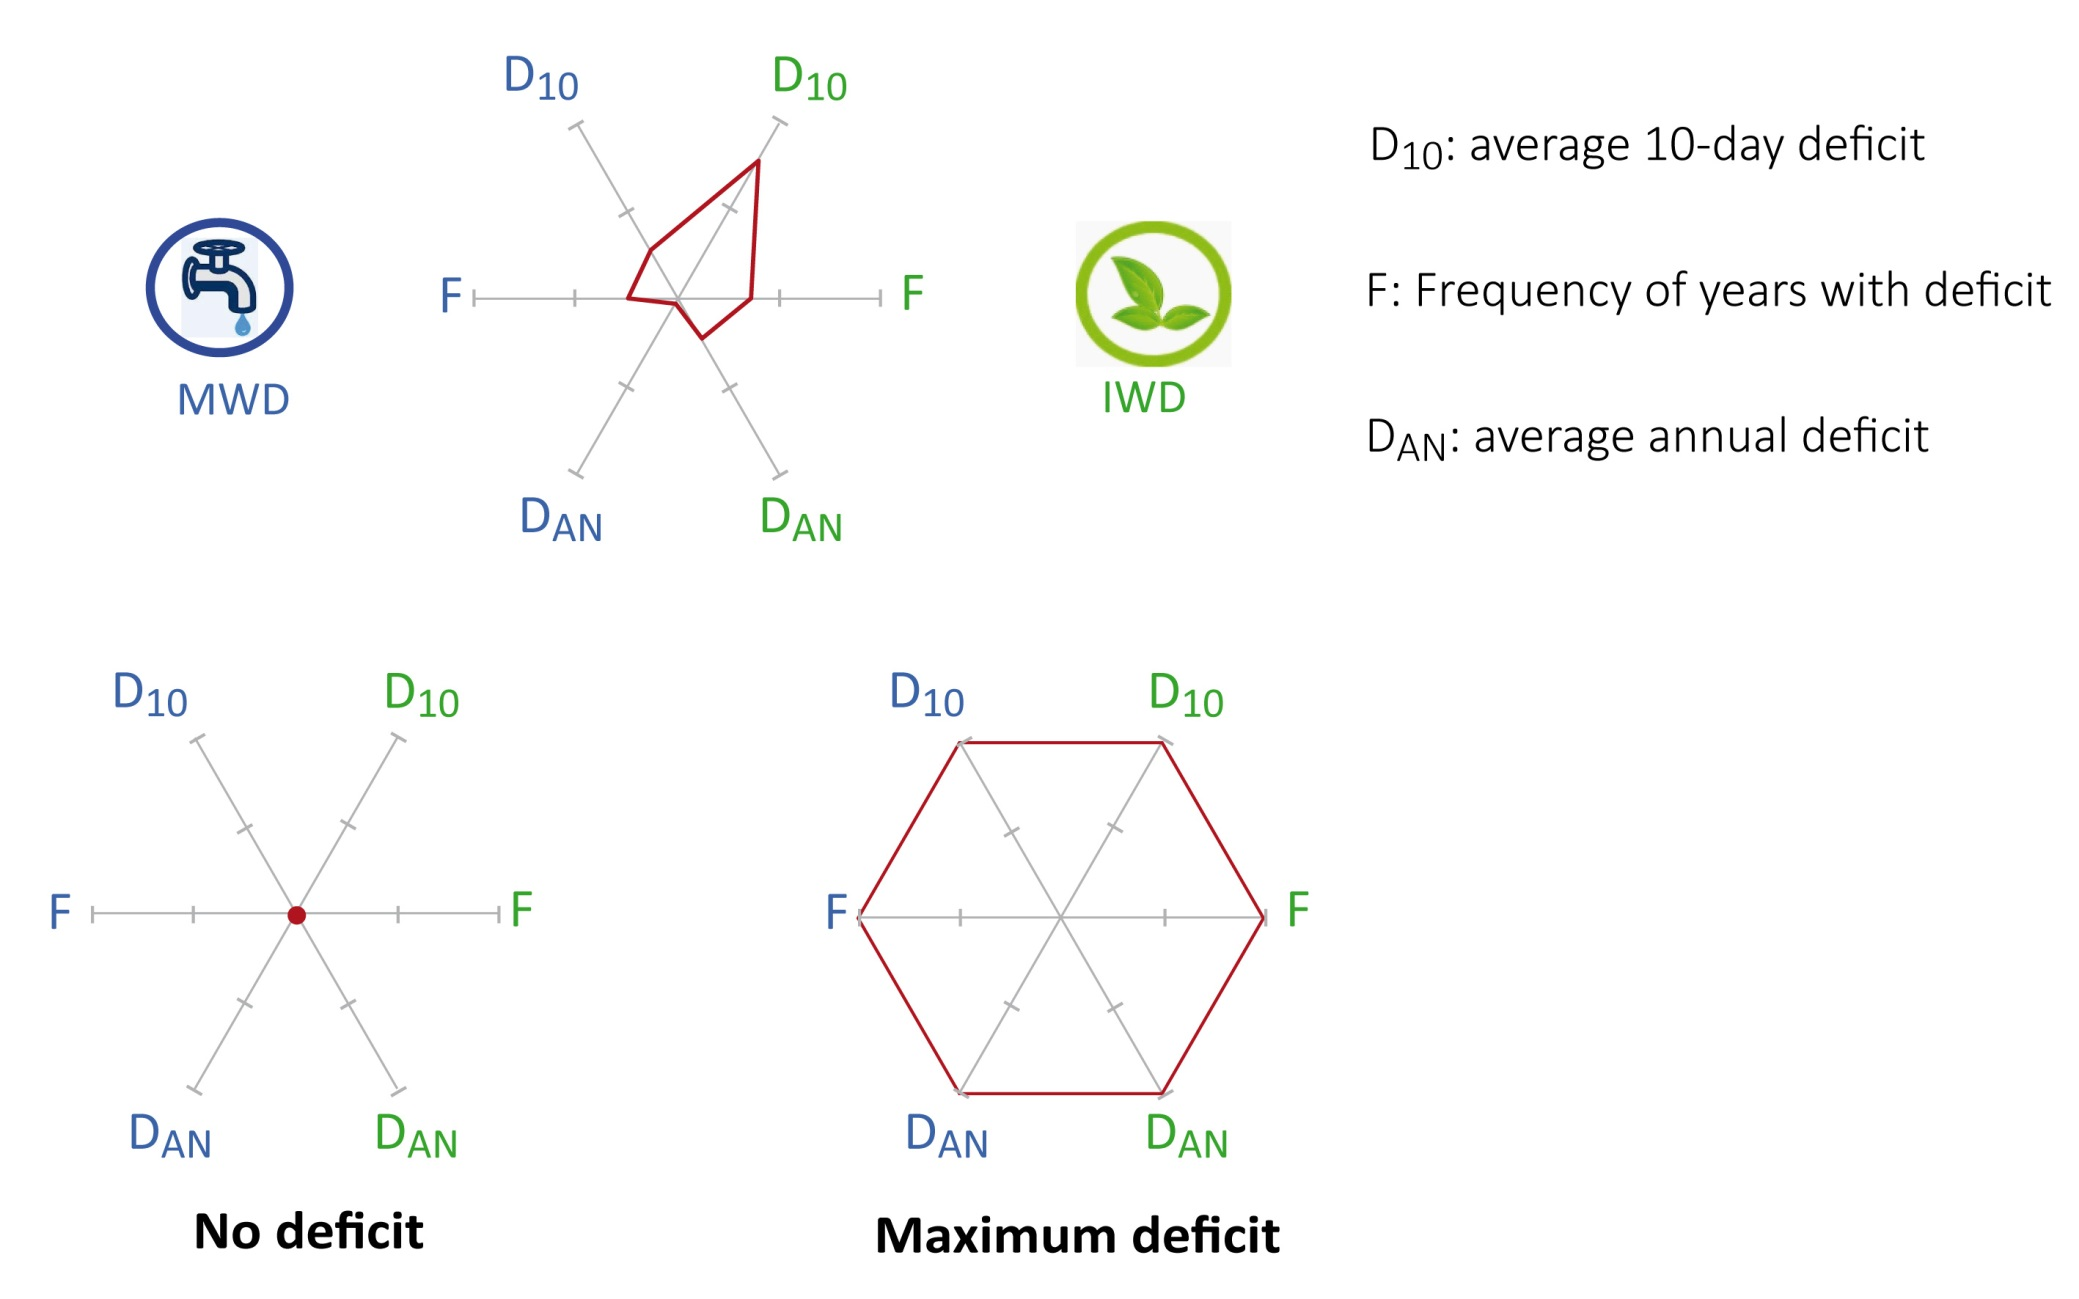 D10 D10
D10: average 10-day deficit
F F
F: Frequency of years with deficit
MWD IWD
DAN: average annual deficit
DAN DAN
D10 D10
D10 D10
F F
F F
DAN DAN
DAN DAN
No deficit
Maximum deficit